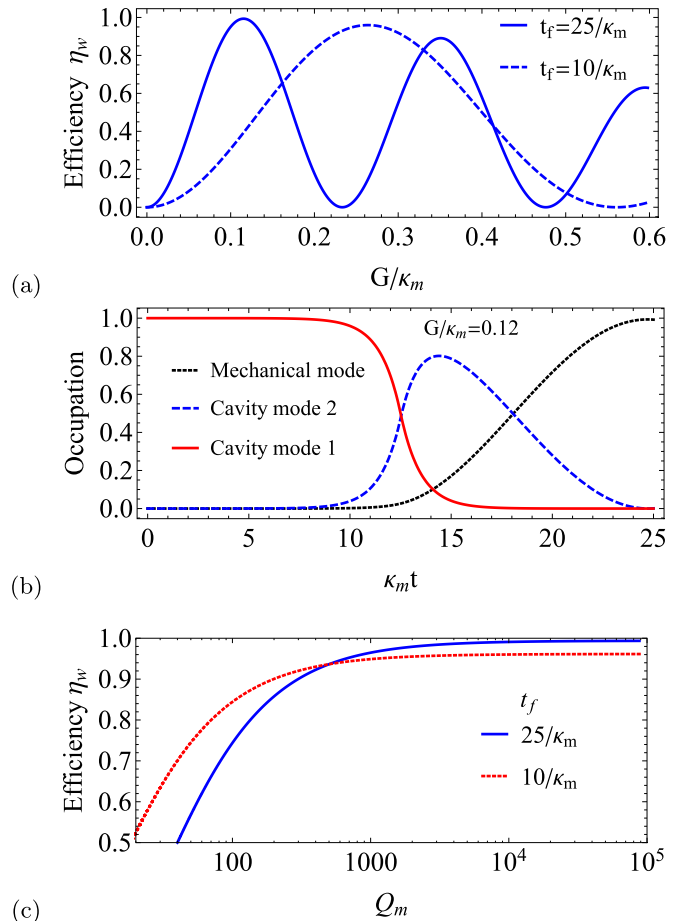 1.0
0.8
0.6
0.4
0.2
0.0
Efficiency η_w
t_f=25/κ_m
t_f=10/κ_m
0.0 0.1 0.2 0.3 0.4 0.5 0.6
G/κ_m
(a)
1.0
0.8
0.6
0.4
0.2
0.0
Occupation
G/κ_m=0.12
Mechanical mode
Cavity mode 2
Cavity mode 1
0 5 10 15 20 25
κ_m t
(b)
1.0
0.9
0.8
0.7
0.6
0.5
Efficiency η_w
t_f
25/κ_m
10/κ_m
100 1000 10^4 10^5
Q_m
(c)